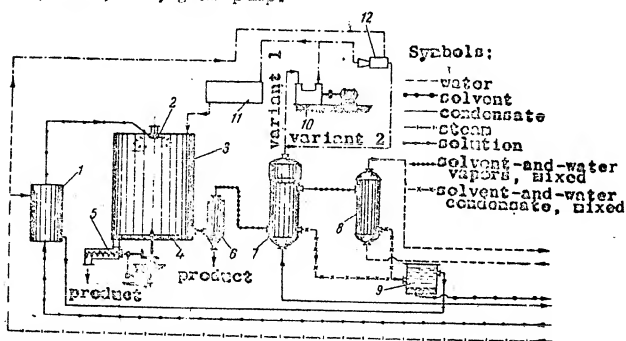 pump.
12
Symbols:
variant 1
2
water
solvent
condensate
11
10
steam
variant 2
solution
3
solvent-and-water
vapors, mixed
1
solvent-and-water
condensate, mixed
8
5
4
6
7
9
product
product